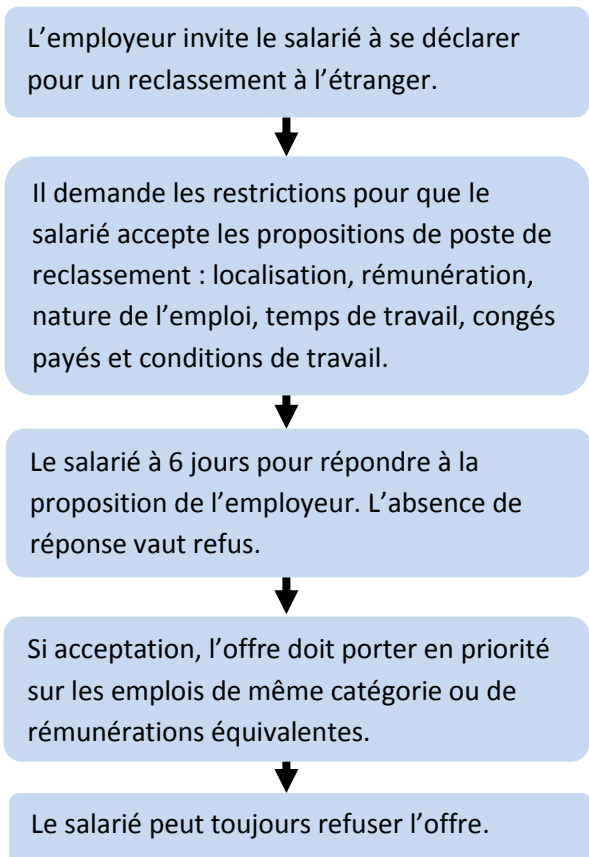 L’employeur invite le salarié à se déclarer
pour un reclassement à l’étranger.
Il demande les restrictions pour que le
salarié accepte les propositions de poste de
reclassement : localisation, rémunération,
nature de l’emploi, temps de travail, congés
payés et conditions de travail.
Le salarié à 6 jours pour répondre à la
proposition de l’employeur. L’absence de
réponse vaut refus.
Si acceptation, l’offre doit porter en priorité
sur les emplois de même catégorie ou de
rémunérations équivalentes.
Le salarié peut toujours refuser l’offre.